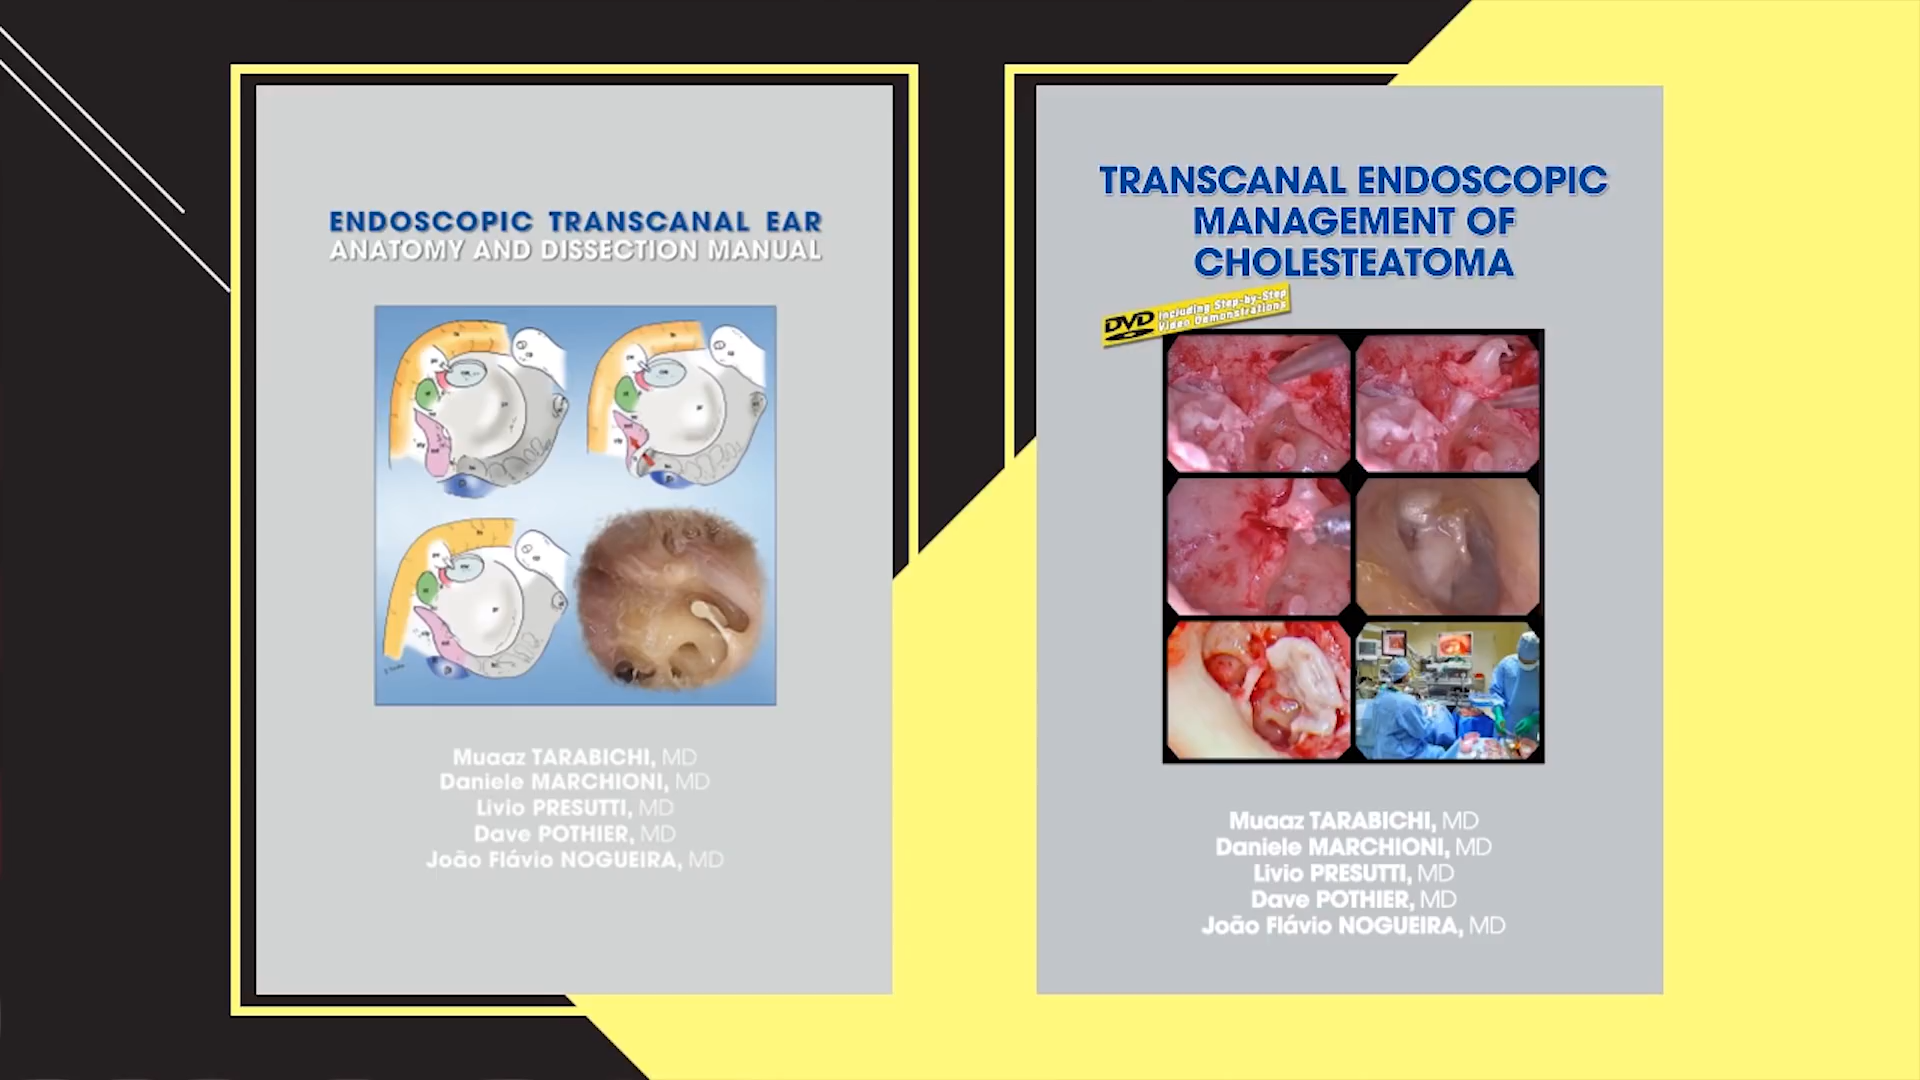 ENDOSCOPIC TRANSCANAL EAR
ANATOMY AND DISSECTION MANUAL
Muaaz TARABICHI, MD
Daniele MARCHIONI, MD
Livio PRESUTTI, MD
Dave POTHIER, MD
João Flávio NOGUEIRA, MD
TRANSCANAL ENDOSCOPIC
MANAGEMENT OF
CHOLESTEATOMA
DVD Including Step-by-Step
Video Demonstrations
Muaaz TARABICHI, MD
Daniele MARCHIONI, MD
Livio PRESUTTI, MD
Dave POTHIER, MD
João Flávio NOGUEIRA, MD